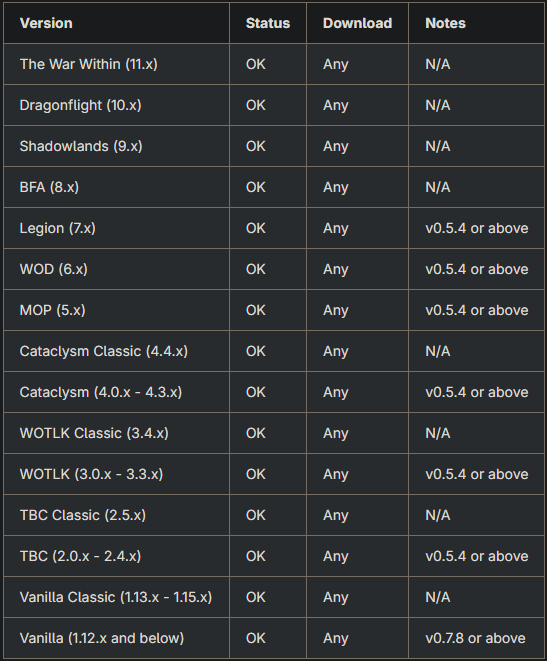 Version Status Download Notes
The War Within (11.x) OK Any N/A
Dragonflight (10.x) OK Any N/A
Shadowlands (9.x) OK Any N/A
BFA (8.x) OK Any N/A
Legion (7.x) OK Any v0.5.4 or above
WOD (6.x) OK Any v0.5.4 or above
MOP (5.x) OK Any v0.5.4 or above
Cataclysm Classic (4.4.x) OK Any N/A
Cataclysm (4.0.x - 4.3.x) OK Any v0.5.4 or above
WOTLK Classic (3.4.x) OK Any N/A
WOTLK (3.0.x - 3.3.x) OK Any v0.5.4 or above
TBC Classic (2.5.x) OK Any N/A
TBC (2.0.x - 2.4.x) OK Any v0.5.4 or above
Vanilla Classic (1.13.x - 1.15.x) OK Any N/A
Vanilla (1.12.x and below) OK Any v0.7.8 or above